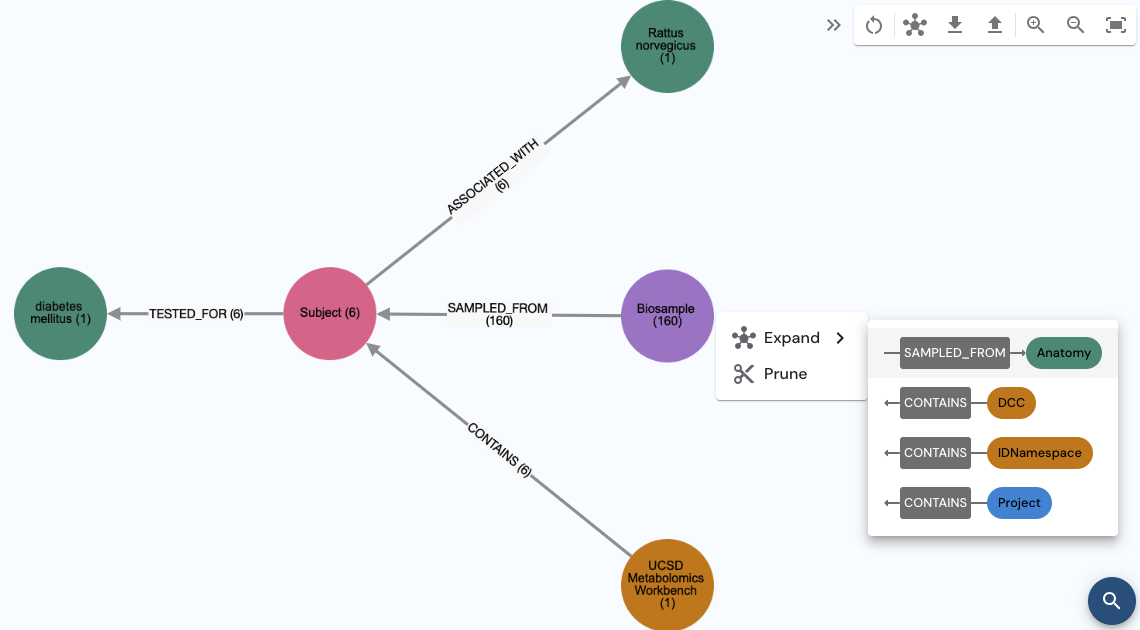 Rattus
norvegicus
(1)
ASSOCIATED_WITH
(6)
diabetes
mellitus (1)
TESTED_FOR (6)
Subject (6)
SAMPLED_FROM
(160)
Biosample
(160)
Expand
Prune
SAMPLED_FROM
Anatomy
CONTAINS
DCC
CONTAINS
IDNamespace
CONTAINS
Project
CONTAINS (6)
UCSD
Metabolomics
Workbench
(1)